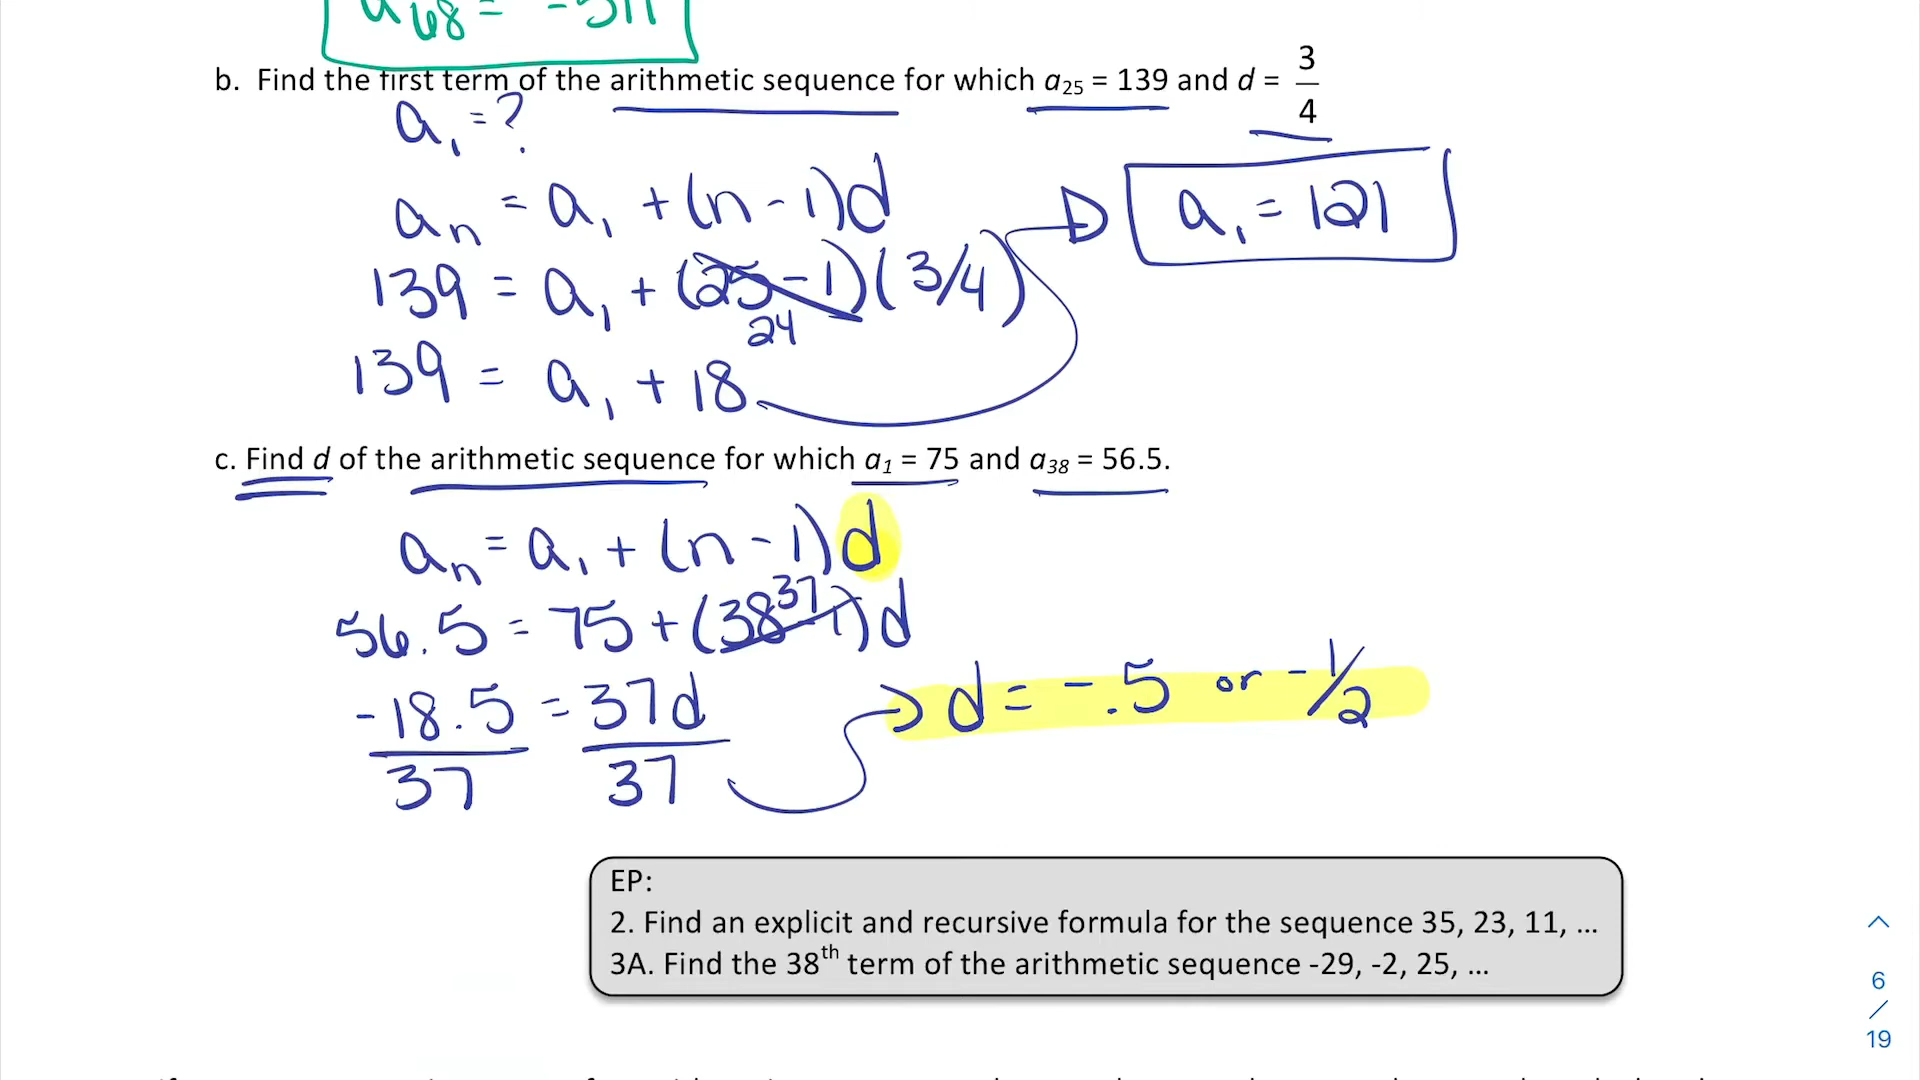 a₆₈ = -511
b. Find the first term of the arithmetic sequence for which a₂₅ = 139 and d = 3/4
a₁ = ?
aₙ = a₁ + (n - 1)d
139 = a₁ + (25 - 1)(3/4)
24
139 = a₁ + 18
a₁ = 121
c. Find d of the arithmetic sequence for which a₁ = 75 and a₃₈ = 56.5.
aₙ = a₁ + (n - 1)d
37
56.5 = 75 + (38 - 1)d
-18.5 = 37d
37 37
d = -.5 or -1/2
EP:
2. Find an explicit and recursive formula for the sequence 35, 23, 11, ...
3A. Find the 38th term of the arithmetic sequence -29, -2, 25, ...
6
/
19